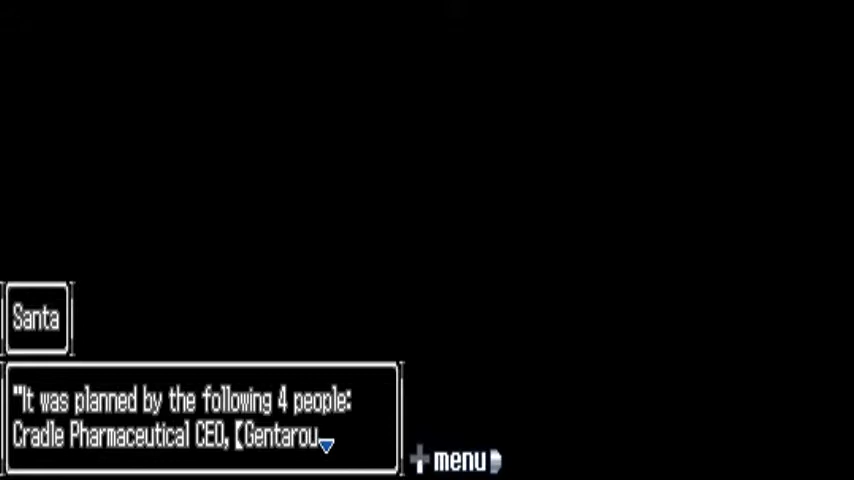 Santa
"It was planned by the following 4 people:
Cradle Pharmaceutical CEO, 【Gentarou
menu